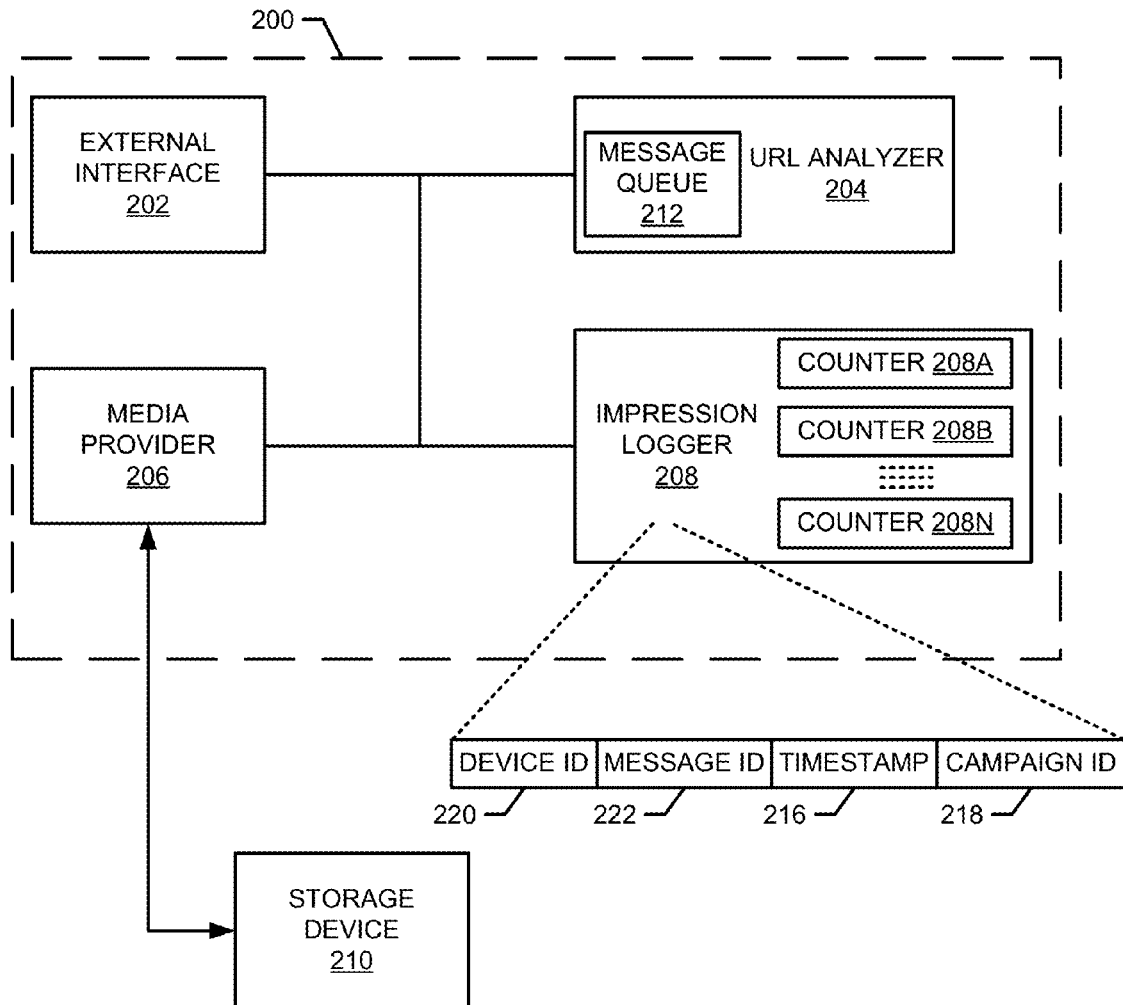 200
EXTERNAL
INTERFACE
202
MESSAGE
QUEUE
212
URL ANALYZER
204
MEDIA
PROVIDER
206
IMPRESSION
LOGGER
208
COUNTER 208A
COUNTER 208B
COUNTER 208N
DEVICE ID MESSAGE ID TIMESTAMP CAMPAIGN ID
220 222 216 218
STORAGE
DEVICE
210